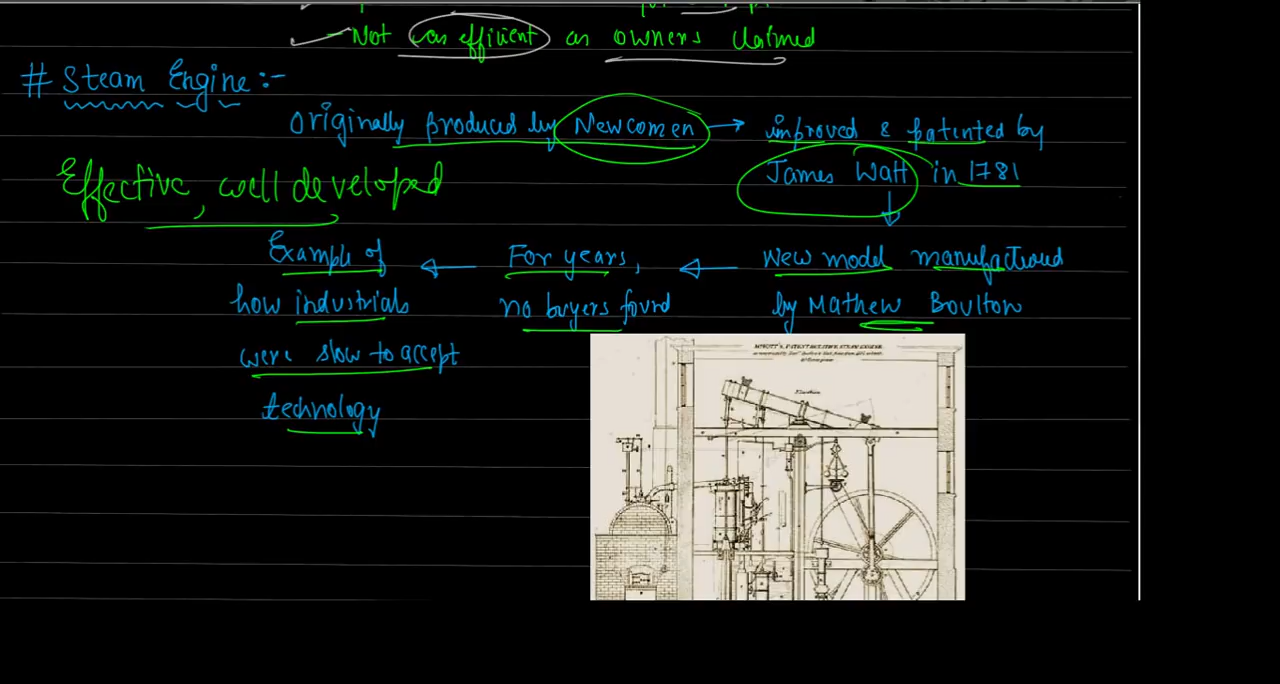 - Not as efficient as owners claimed
# Steam Engine :-
Originally produced by Newcomen → improved & patented by
James Watt in 1781
Effective, well developed
Example of ← For years, ← New model manufactured
how industrials no buyers found by Mathew Boulton
were slow to accept
technology